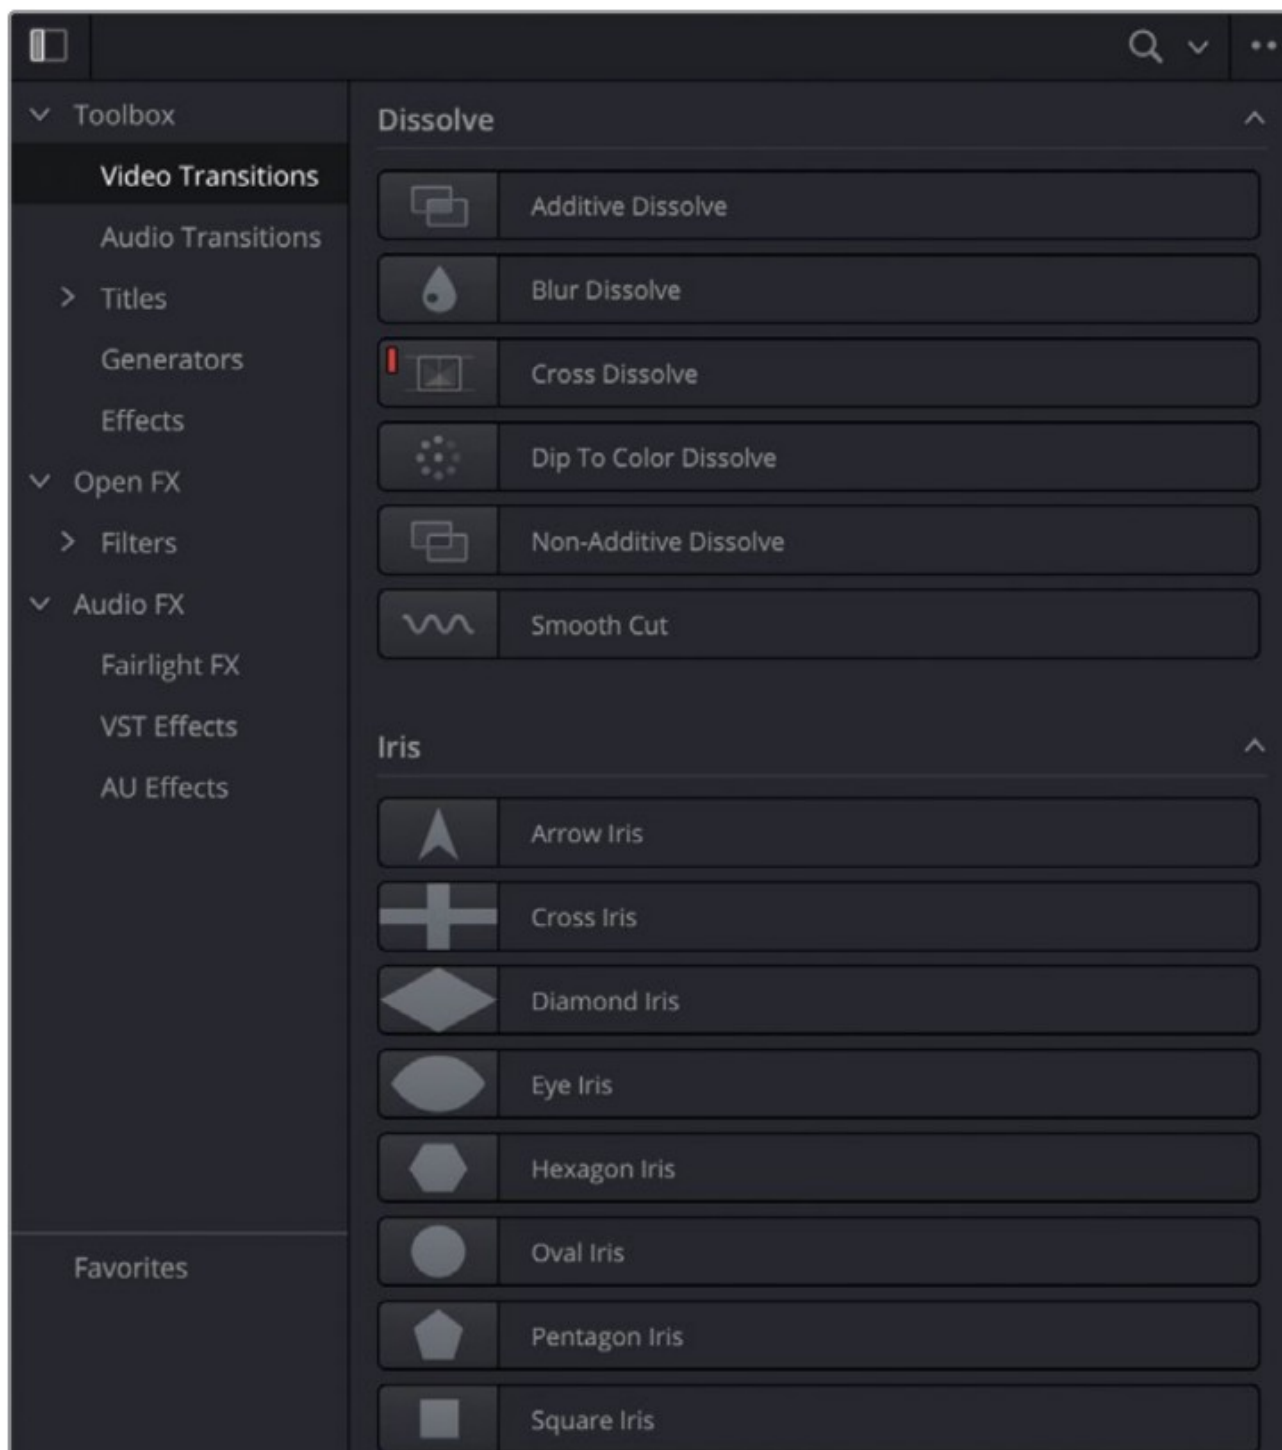 Toolbox
Video Transitions
Audio Transitions
Titles
Generators
Effects
Open FX
Filters
Audio FX
Fairlight FX
VST Effects
AU Effects
Favorites
Dissolve
Additive Dissolve
Blur Dissolve
Cross Dissolve
Dip To Color Dissolve
Non-Additive Dissolve
Smooth Cut
Iris
Arrow Iris
Cross Iris
Diamond Iris
Eye Iris
Hexagon Iris
Oval Iris
Pentagon Iris
Square Iris